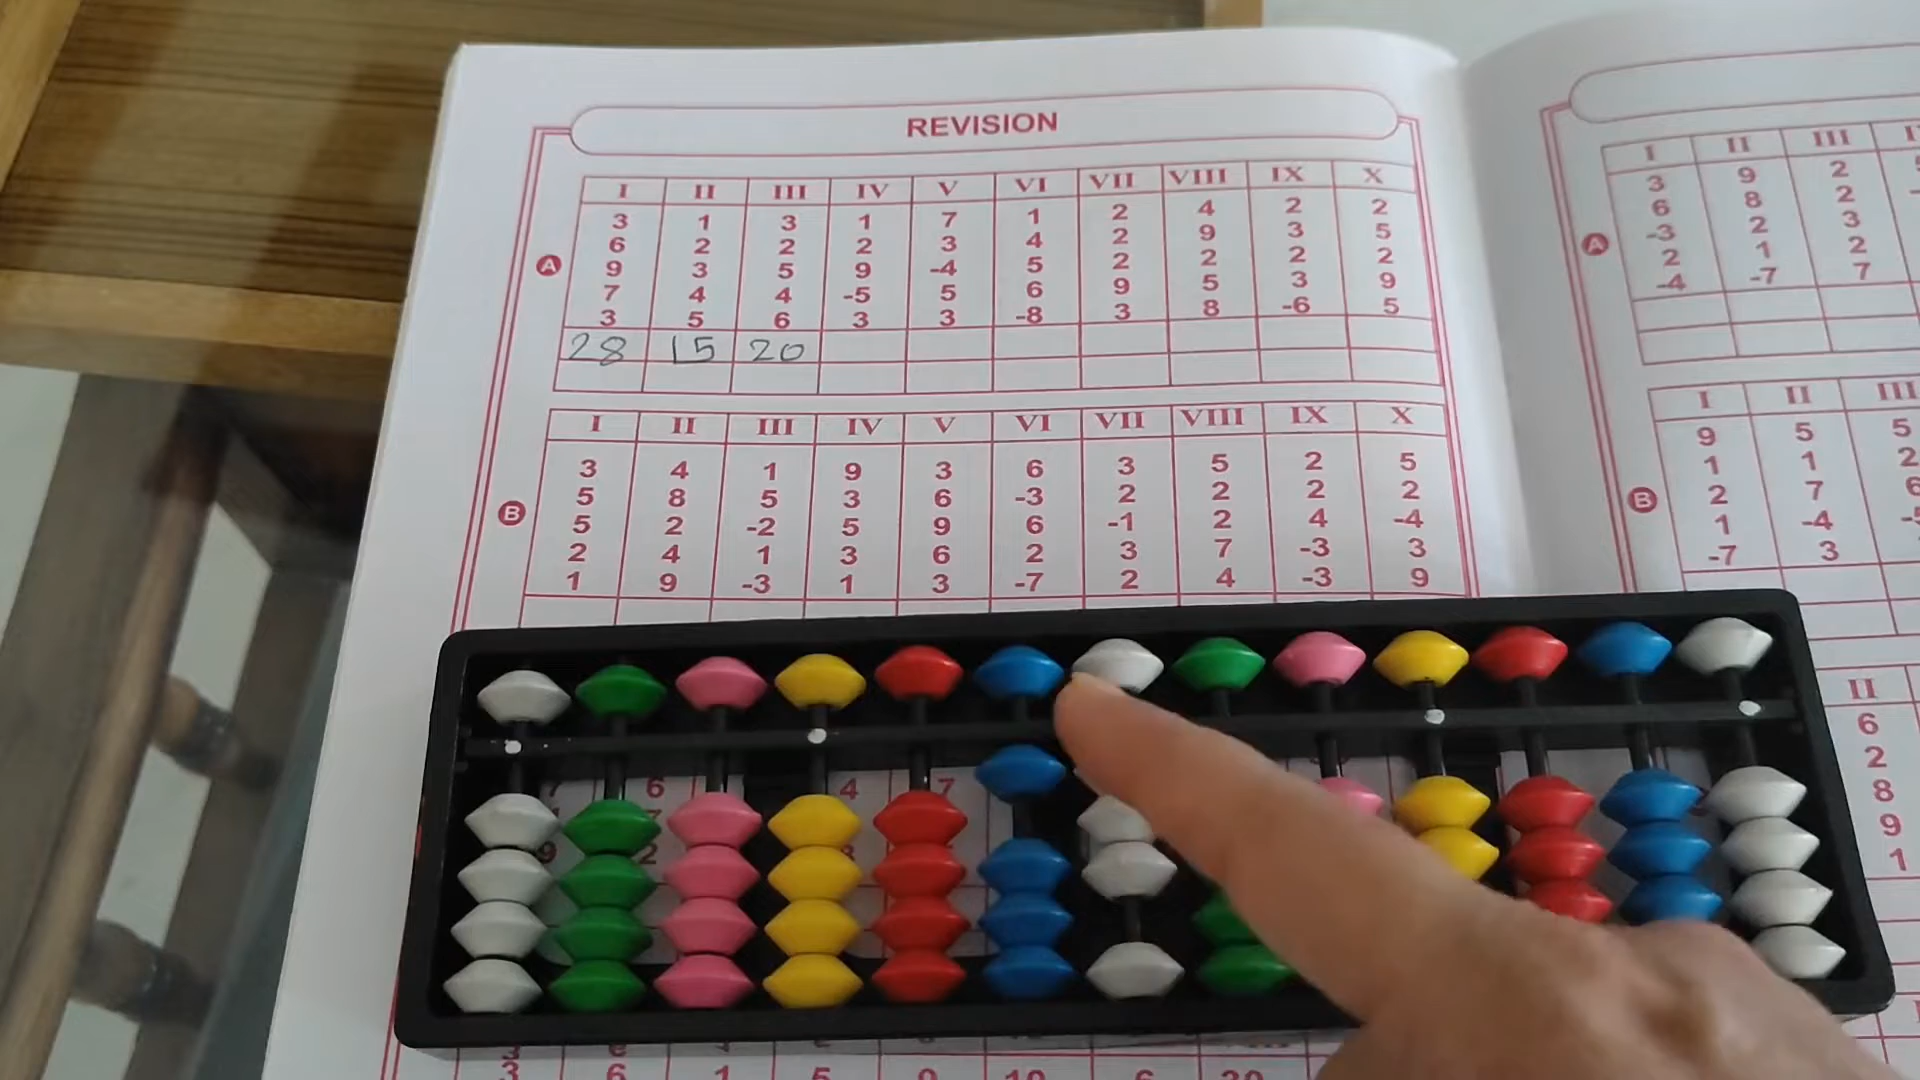 REVISION
I II III IV V VI VII VIII IX X
3 1 3 1 7 1 2 4 2 2
6 2 2 2 3 4 2 9 3 5
A 9 3 5 9 -4 5 2 2 2 2
7 4 4 -5 5 6 9 5 3 9
3 5 6 3 3 -8 3 8 -6 5
28 15 20
I II III IV V VI VII VIII IX X
3 4 1 9 3 6 3 5 2 5
5 8 5 3 6 -3 2 2 2 2
B 5 2 -2 5 9 6 -1 2 4 -4
2 4 1 3 6 2 3 7 -3 3
1 9 -3 1 3 -7 2 4 -3 9
6 4 7
9 2
I II III
3 9 2
6 8 2
A -3 2 3
2 1 2
-4 -7 7
I II III
9 5 5
1 1 2
B 2 7 6
1 -4
-7 3
II
6
2
8
9
1